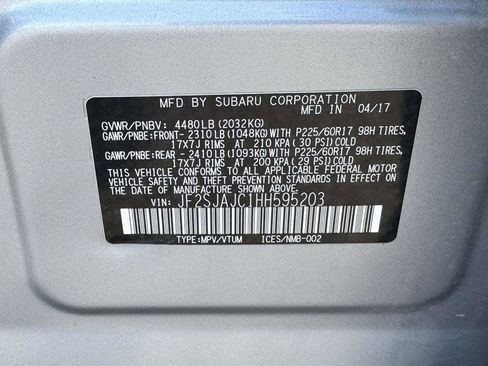 MFD BY SUBARU CORPORATION 04/17
GVWR/PNBV: 4480LB(2032KG)
GAWR/PNBE:FRONT- 2310LB(1048KG)WITH P225/60R17 98H TIRES,
17X7J RIMS AT 210 KPA(30 PSI)COLD
GAWR/PNBE:REAR - 2410LB(1093KG)WITH P225/60R17 98H TIRES,
17X7J RIMS AT 200 KPA(29 PSI)COLD
THIS VEHICLE CONFORMS TO ALL APPLICABLE FEDERAL MOTOR
VEHICLE SAFETY AND THEFT PREVENTION STANDARDS IN
EFFECT ON THE DATE OF MANUFACTURE SHOWN ABOVE.
VIN: JF2SJAJC1HH595203
TYPE:MPV/VTUM ICES/NMB-002